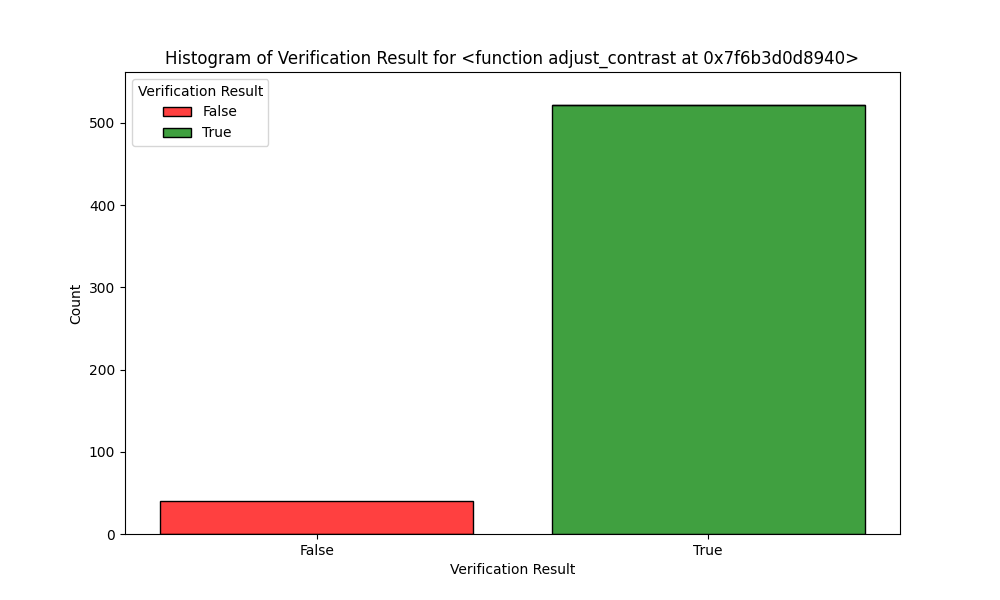 Histogram of Verification Result for <function adjust_contrast at 0x7f6b3d0d8940>
Verification Result
False
True
500
400
300
200
100
0
Count
False
True
Verification Result